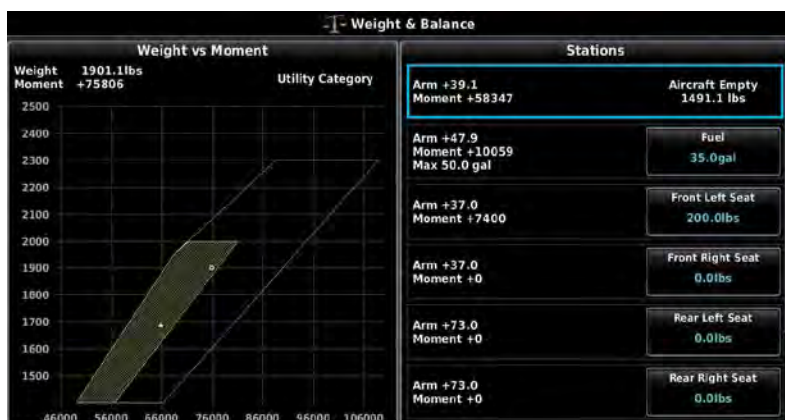 Weight & Balance
Weight vs Moment
Weight 1901.1lbs
Moment +75806
Utility Category
2500
2400
2300
2200
2100
2000
1900
1800
1700
1600
1500
46000 56000 66000 76000 86000 96000 106000
Stations
Arm +39.1
Moment +58347
Aircraft Empty
1491.1 lbs
Arm +47.9
Moment +10059
Max 50.0 gal
Fuel
35.0gal
Arm +37.0
Moment +7400
Front Left Seat
200.0lbs
Arm +37.0
Moment +0
Front Right Seat
0.0lbs
Arm +73.0
Moment +0
Rear Left Seat
0.0lbs
Arm +73.0
Moment +0
Rear Right Seat
0.0lbs